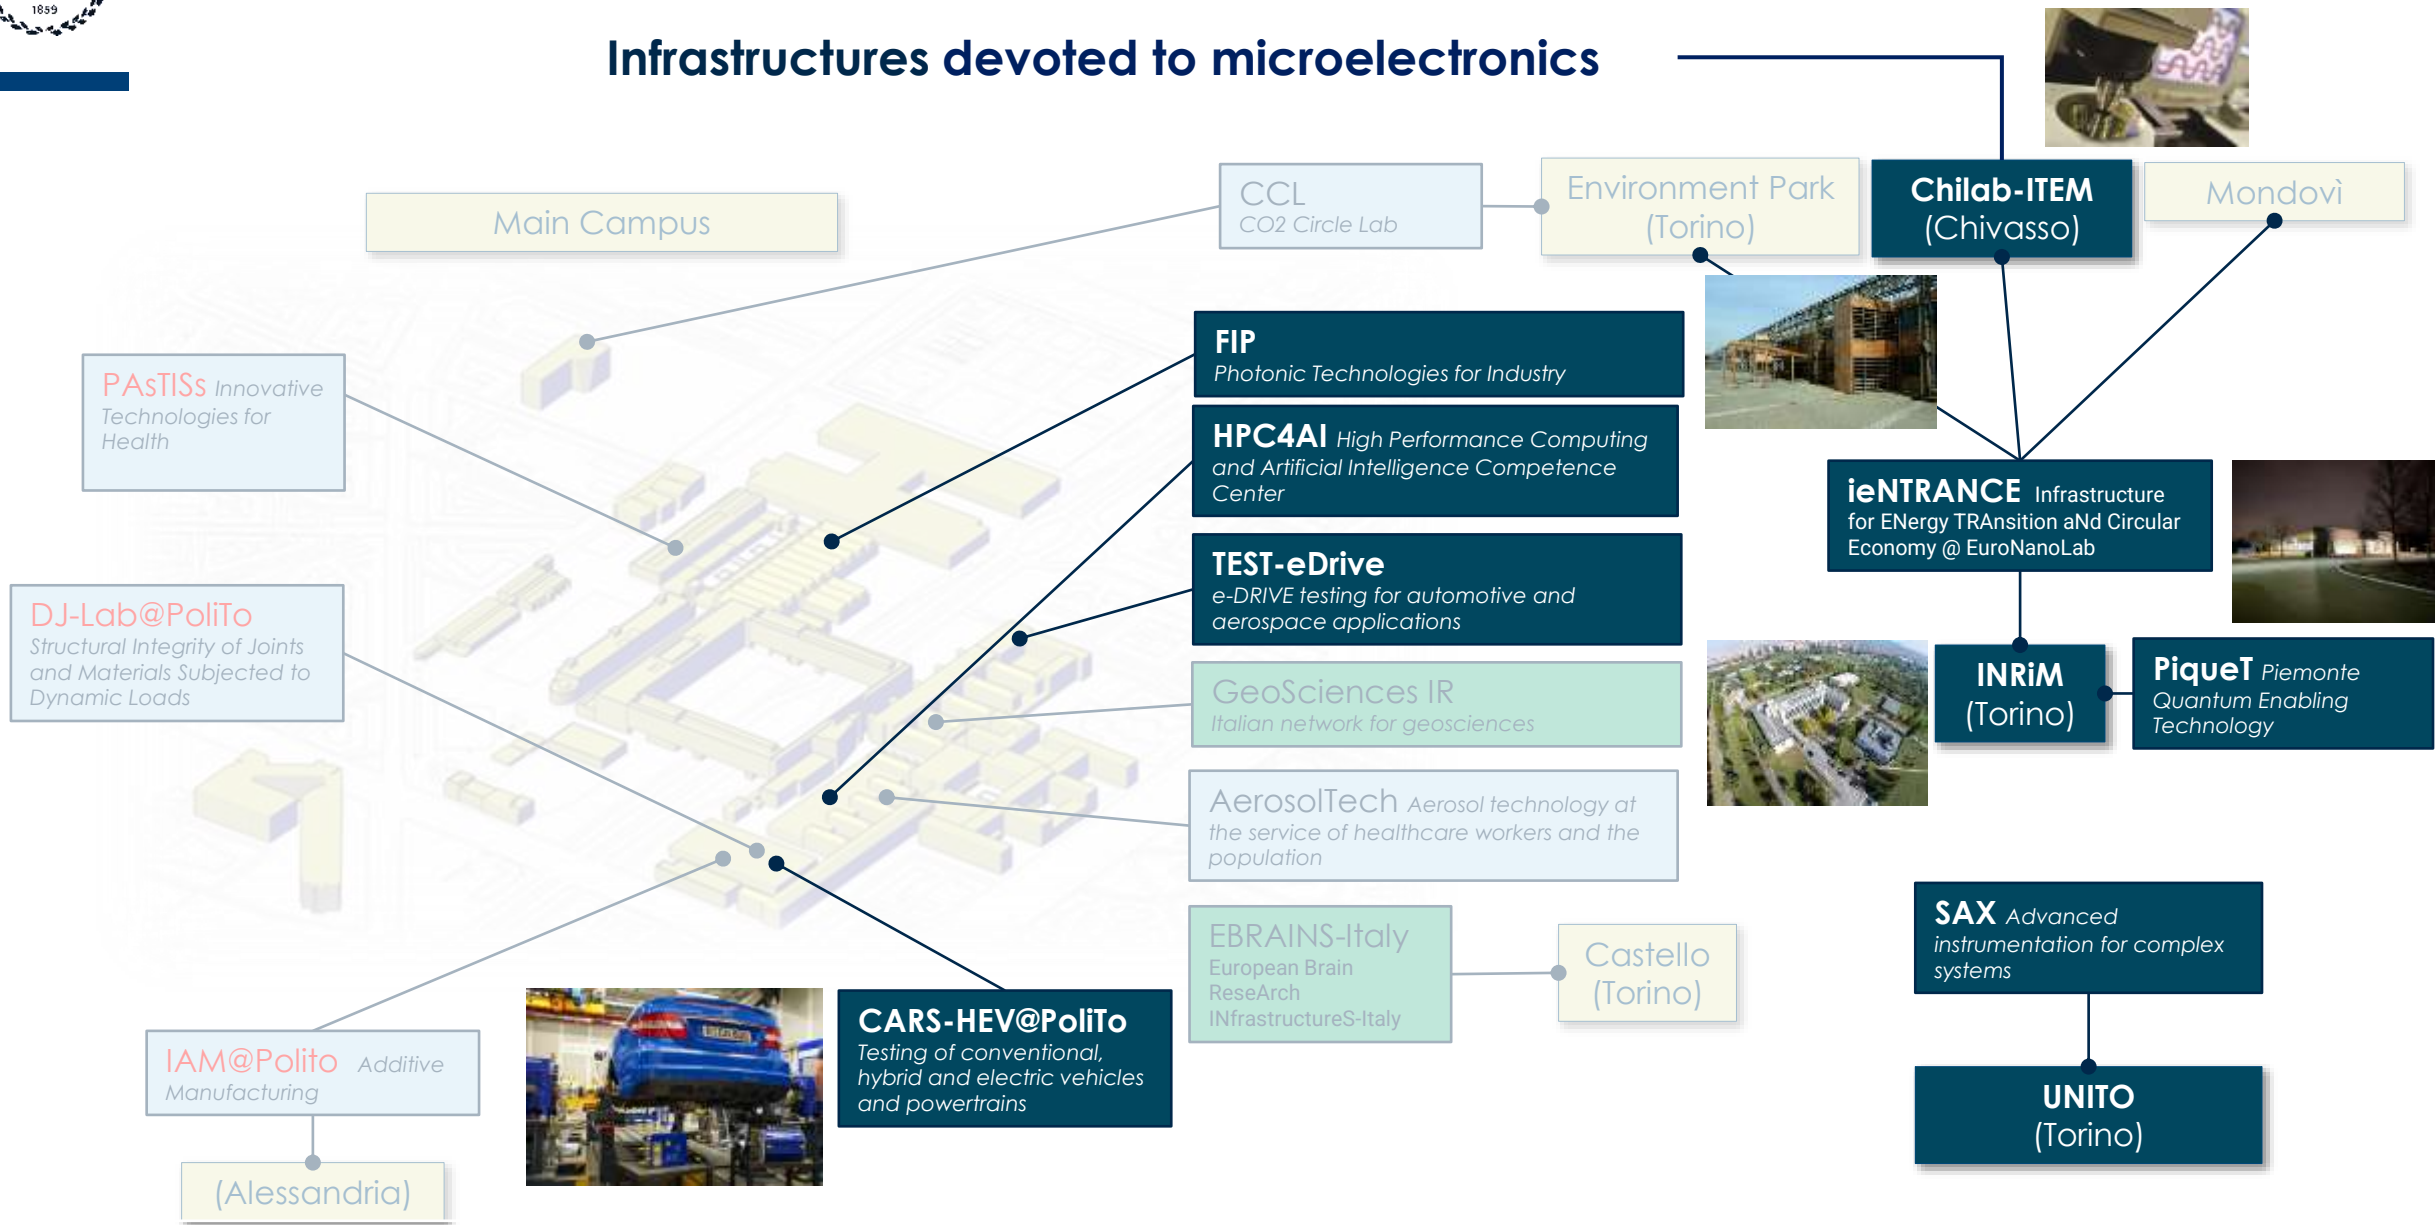 1859
Infrastructures devoted to microelectronics
Main Campus
CCL
CO2 Circle Lab
Environment Park
(Torino)
Chilab-ITEM
(Chivasso)
Mondovì
FIP
Photonic Technologies for Industry
PAsTISs Innovative
Technologies for
Health
HPC4AI High Performance Computing
and Artificial Intelligence Competence
Center
ieNTRANCE Infrastructure
for ENergy TRAnsition aNd Circular
Economy @ EuroNanoLab
TEST-eDrive
e-DRIVE testing for automotive and
aerospace applications
DJ-Lab@PoliTo
Structural Integrity of Joints
and Materials Subjected to
Dynamic Loads
GeoSciences IR
Italian network for geosciences
INRiM
(Torino)
PiqueT Piemonte
Quantum Enabling
Technology
AerosolTech Aerosol technology at
the service of healthcare workers and the
population
EBRAINS-Italy
European Brain
ReseArch
INfrastructureS-Italy
Castello
(Torino)
SAX Advanced
instrumentation for complex
systems
CARS-HEV@PoliTo
Testing of conventional,
hybrid and electric vehicles
and powertrains
IAM@Polito Additive
Manufacturing
UNITO
(Torino)
(Alessandria)